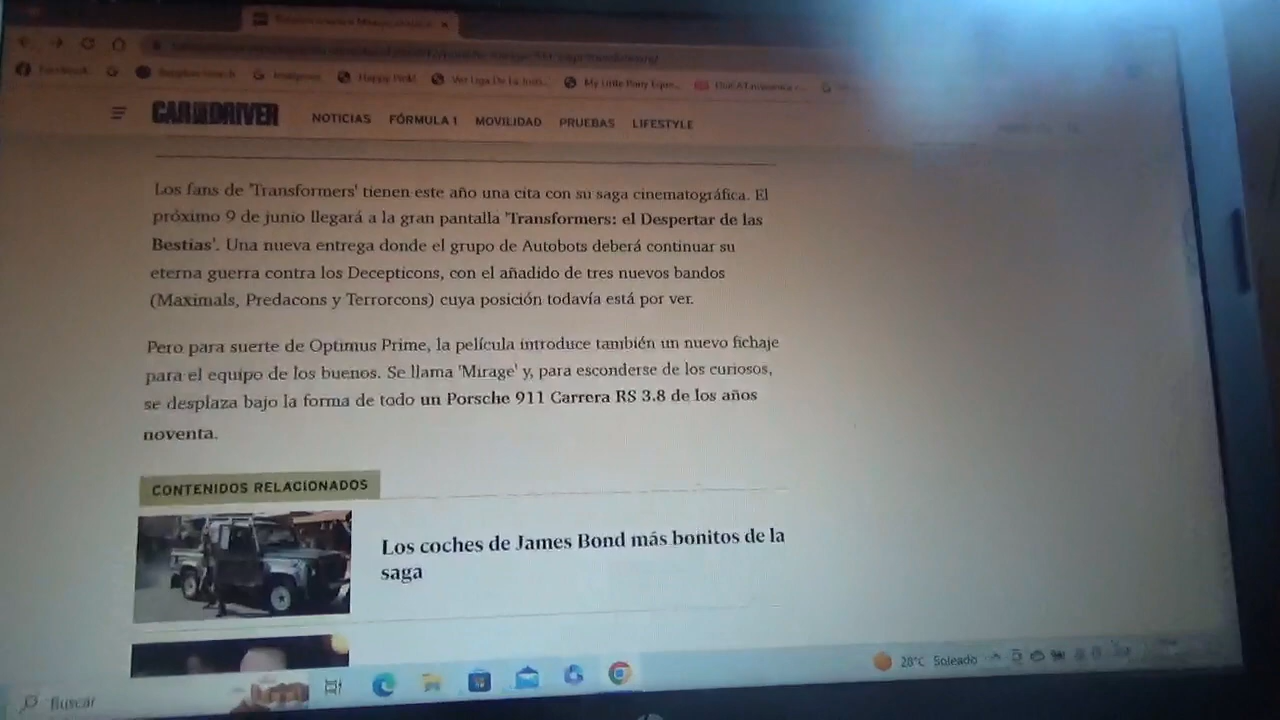 Facebook
G
Imágenes
Happy Pinkl
Ver Liga De La Justi...
My Little Pony Eque...
CAR AND DRIVER
NOTICIAS FÓRMULA 1 MOVILIDAD PRUEBAS LIFESTYLE
Los fans de 'Transformers' tienen este año una cita con su saga cinematográfica. El
próximo 9 de junio llegará a la gran pantalla 'Transformers: el Despertar de las
Bestias'. Una nueva entrega donde el grupo de Autobots deberá continuar su
eterna guerra contra los Decepticons, con el añadido de tres nuevos bandos
(Maximals, Predacons y Terrorcons) cuya posición todavía está por ver.
Pero para suerte de Optimus Prime, la película introduce también un nuevo fichaje
para el equipo de los buenos. Se llama 'Mirage' y, para esconderse de los curiosos,
se desplaza bajo la forma de todo un Porsche 911 Carrera RS 3.8 de los años
noventa.
CONTENIDOS RELACIONADOS
Los coches de James Bond más bonitos de la
saga
Buscar
28°C Soleado